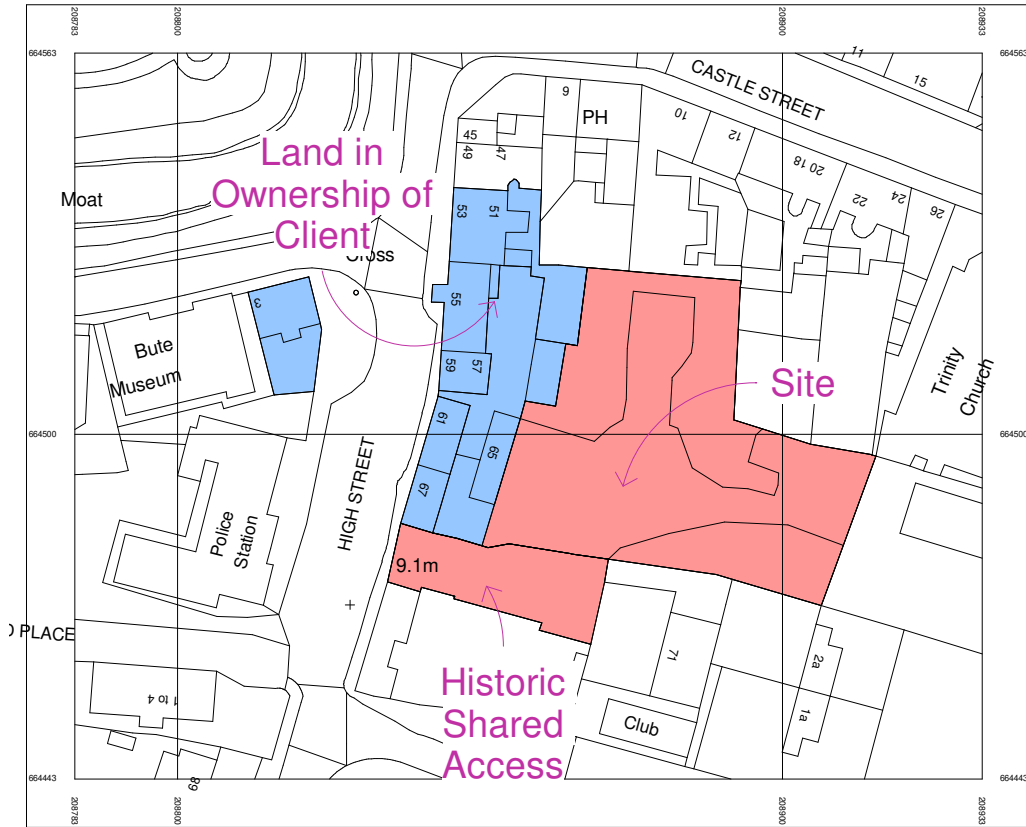 208783
208800
208900
208933
664563
664563
CASTLE STREET
11
15
9
PH
10
12
20 18
22
24
26
45
49
47
Land in
Ownership of
Client
Moat
53
51
Cross
3
55
Bute
Museum
59
57
Site
Trinity
Church
61
65
67
664500
664500
HIGH STREET
Police
Station
9.1m
O PLACE
71
2a
1a
Historic
Shared
Access
1 to 4
Club
89
664443
664443
208783
208800
208900
208933